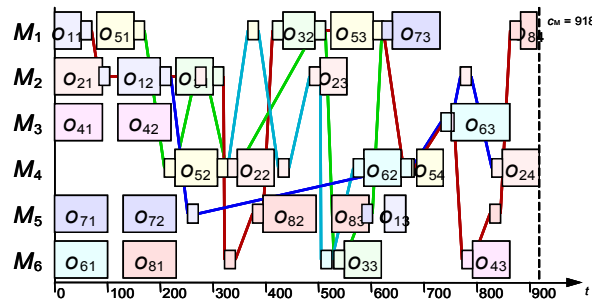 M1 O11 O51 O32 O53 O73 O84 cM = 918
M2 O21 O12 O31 O23
M3 O41 O42 O63
M4 O52 O22 O62 O54 O24
M5 O71 O72 O82 O83 O13
M6 O61 O81 O33 O43
0 100 200 300 400 500 600 700 800 900 t